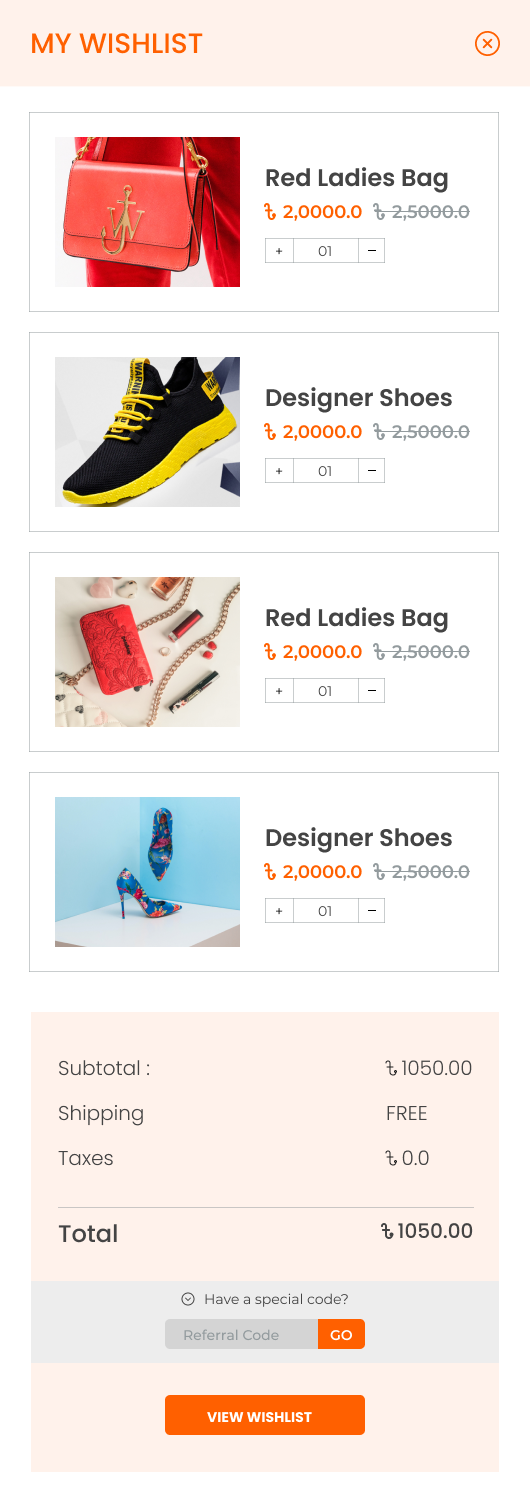 MY WISHLIST
Red Ladies Bag
৳ 2,0000.0 ৳ 2,5000.0
+ 01 −
WARNING
Designer Shoes
৳ 2,0000.0 ৳ 2,5000.0
+ 01 −
Red Ladies Bag
৳ 2,0000.0 ৳ 2,5000.0
+ 01 −
Designer Shoes
৳ 2,0000.0 ৳ 2,5000.0
+ 01 −
Subtotal : ৳ 1050.00
Shipping FREE
Taxes ৳ 0.0
Total ৳ 1050.00
Have a special code?
Referral Code GO
VIEW WISHLIST